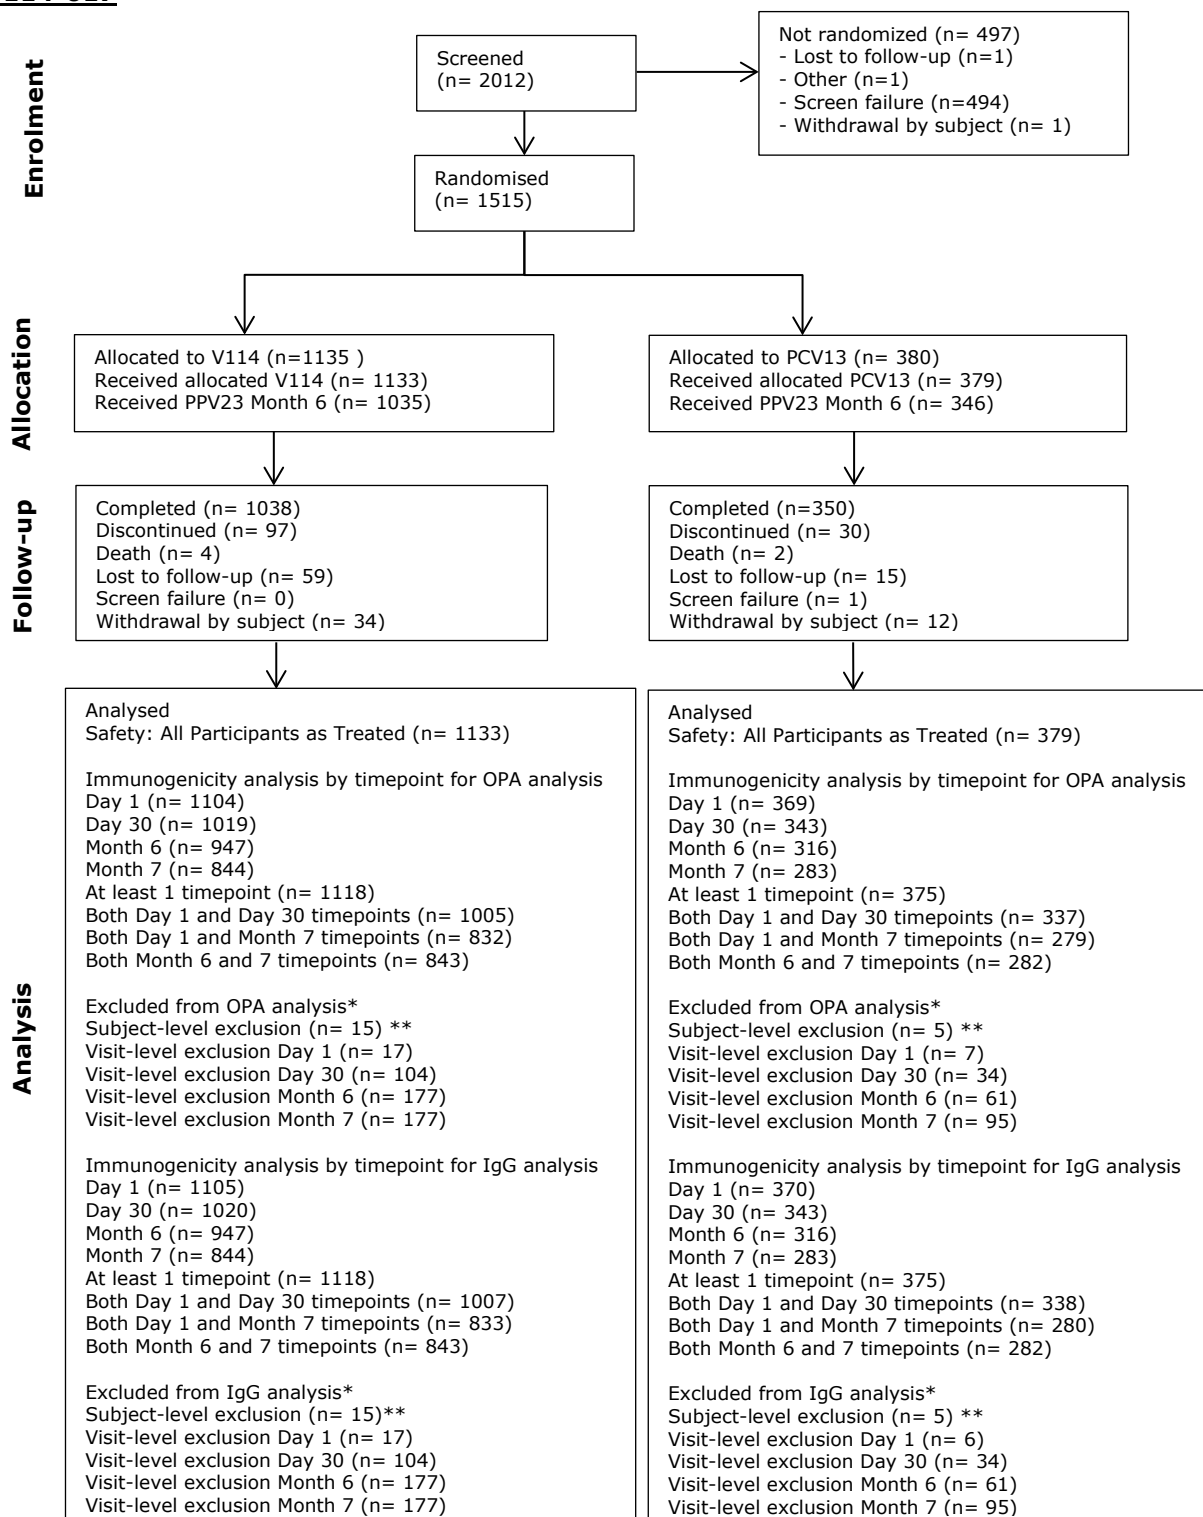 Enrolment
Screened
(n= 2012)
Not randomized (n= 497)
- Lost to follow-up (n=1)
- Other (n=1)
- Screen failure (n=494)
- Withdrawal by subject (n= 1)
Randomised
(n= 1515)
Allocation
Allocated to V114 (n=1135 )
Received allocated V114 (n= 1133)
Received PPV23 Month 6 (n= 1035)
Allocated to PCV13 (n= 380)
Received allocated PCV13 (n= 379)
Received PPV23 Month 6 (n= 346)
Follow-up
Completed (n= 1038)
Discontinued (n= 97)
Death (n= 4)
Lost to follow-up (n= 59)
Screen failure (n= 0)
Withdrawal by subject (n= 34)
Completed (n=350)
Discontinued (n= 30)
Death (n= 2)
Lost to follow-up (n= 15)
Screen failure (n= 1)
Withdrawal by subject (n= 12)
Analysis
Analysed
Safety: All Participants as Treated (n= 1133)
Immunogenicity analysis by timepoint for OPA analysis
Day 1 (n= 1104)
Day 30 (n= 1019)
Month 6 (n= 947)
Month 7 (n= 844)
At least 1 timepoint (n= 1118)
Both Day 1 and Day 30 timepoints (n= 1005)
Both Day 1 and Month 7 timepoints (n= 832)
Both Month 6 and 7 timepoints (n= 843)
Excluded from OPA analysis*
Subject-level exclusion (n= 15) **
Visit-level exclusion Day 1 (n= 17)
Visit-level exclusion Day 30 (n= 104)
Visit-level exclusion Month 6 (n= 177)
Visit-level exclusion Month 7 (n= 177)
Immunogenicity analysis by timepoint for IgG analysis
Day 1 (n= 1105)
Day 30 (n= 1020)
Month 6 (n= 947)
Month 7 (n= 844)
At least 1 timepoint (n= 1118)
Both Day 1 and Day 30 timepoints (n= 1007)
Both Day 1 and Month 7 timepoints (n= 833)
Both Month 6 and 7 timepoints (n= 843)
Excluded from IgG analysis*
Subject-level exclusion (n= 15)**
Visit-level exclusion Day 1 (n= 17)
Visit-level exclusion Day 30 (n= 104)
Visit-level exclusion Month 6 (n= 177)
Visit-level exclusion Month 7 (n= 177)
Analysed
Safety: All Participants as Treated (n= 379)
Immunogenicity analysis by timepoint for OPA analysis
Day 1 (n= 369)
Day 30 (n= 343)
Month 6 (n= 316)
Month 7 (n= 283)
At least 1 timepoint (n= 375)
Both Day 1 and Day 30 timepoints (n= 337)
Both Day 1 and Month 7 timepoints (n= 279)
Both Month 6 and 7 timepoints (n= 282)
Excluded from OPA analysis*
Subject-level exclusion (n= 5) **
Visit-level exclusion Day 1 (n= 7)
Visit-level exclusion Day 30 (n= 34)
Visit-level exclusion Month 6 (n= 61)
Visit-level exclusion Month 7 (n= 95)
Immunogenicity analysis by timepoint for IgG analysis
Day 1 (n= 370)
Day 30 (n= 343)
Month 6 (n= 316)
Month 7 (n= 283)
At least 1 timepoint (n= 375)
Both Day 1 and Day 30 timepoints (n= 338)
Both Day 1 and Month 7 timepoints (n= 280)
Both Month 6 and 7 timepoints (n= 282)
Excluded from IgG analysis*
Subject-level exclusion (n= 5) **
Visit-level exclusion Day 1 (n= 6)
Visit-level exclusion Day 30 (n= 34)
Visit-level exclusion Month 6 (n= 61)
Visit-level exclusion Month 7 (n= 95)